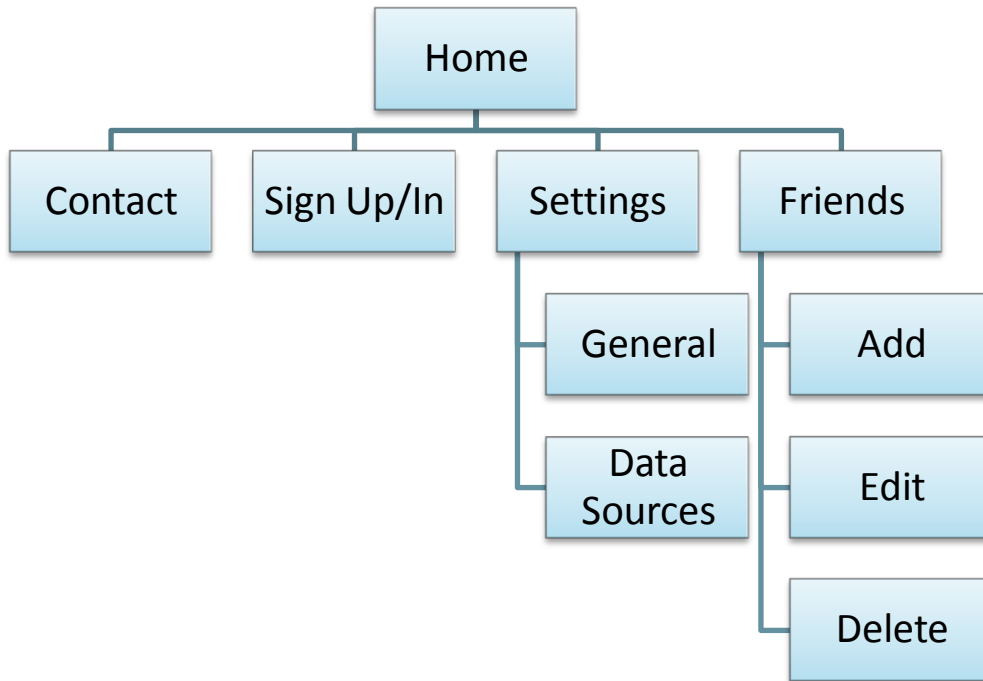 Home
Contact
Sign Up/In
Settings
Friends
General
Add
Data
Sources
Edit
Delete